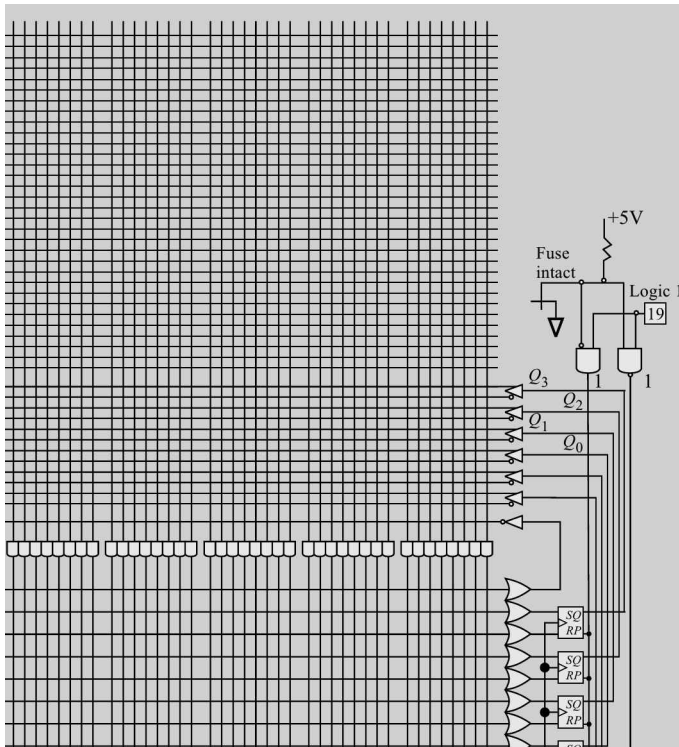 +5V
Fuse
intact
Logic 1
19
1 1
Q3
Q2
Q1
Q0
SQ
RP
SQ
RP
SQ
RP
SQ